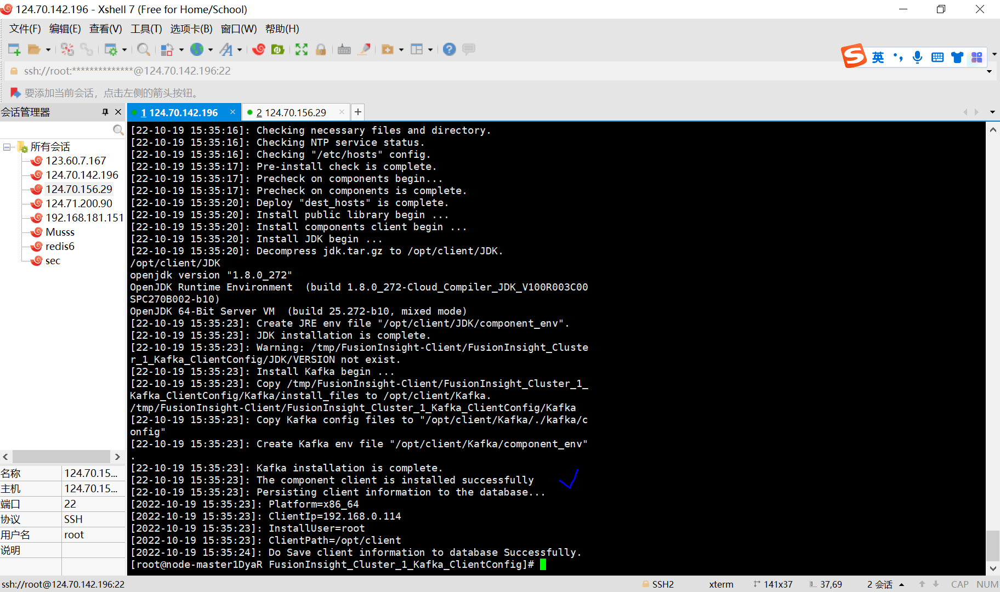 124.70.142.196 - Xshell 7 (Free for Home/School)
文件(F) 编辑(E) 查看(V) 工具(T) 选项卡(B) 窗口(W) 帮助(H)
英
ssh://root:**************@124.70.142.196:22
要添加当前会话，点击左侧的箭头按钮。
会话管理器
1 124.70.142.196
2 124.70.156.29
所有会话
123.60.7.167
124.70.142.196
124.70.156.29
124.71.200.90
192.168.181.151
Musss
redis6
sec
名称 124.70.15...
主机 124.70.15...
端口 22
协议 SSH
用户名 root
说明
[22-10-19 15:35:16]: Checking necessary files and directory.
[22-10-19 15:35:16]: Checking NTP service status.
[22-10-19 15:35:16]: Checking "/etc/hosts" config.
[22-10-19 15:35:17]: Pre-install check is complete.
[22-10-19 15:35:17]: Precheck on components begin...
[22-10-19 15:35:17]: Precheck on components is complete.
[22-10-19 15:35:20]: Deploy "dest_hosts" is complete.
[22-10-19 15:35:20]: Install public library begin ...
[22-10-19 15:35:20]: Install components client begin ...
[22-10-19 15:35:20]: Install JDK begin ...
[22-10-19 15:35:20]: Decompress jdk.tar.gz to /opt/client/JDK.
/opt/client/JDK
openjdk version "1.8.0_272"
OpenJDK Runtime Environment  (build 1.8.0_272-Cloud_Compiler_JDK_V100R003C00
SPC270B002-b10)
OpenJDK 64-Bit Server VM  (build 25.272-b10, mixed mode)
[22-10-19 15:35:23]: Create JRE env file "/opt/client/JDK/component_env".
[22-10-19 15:35:23]: JDK installation is complete.
[22-10-19 15:35:23]: Warning: /tmp/FusionInsight-Client/FusionInsight_Cluste
r_1_Kafka_ClientConfig/JDK/VERSION not exist.
[22-10-19 15:35:23]: Install Kafka begin ...
[22-10-19 15:35:23]: Copy /tmp/FusionInsight-Client/FusionInsight_Cluster_1_
Kafka_ClientConfig/Kafka/install_files to /opt/client/Kafka.
/tmp/FusionInsight-Client/FusionInsight_Cluster_1_Kafka_ClientConfig/Kafka
[22-10-19 15:35:23]: Copy Kafka config files to "/opt/client/Kafka/./kafka/c
onfig"
[22-10-19 15:35:23]: Create Kafka env file "/opt/client/Kafka/component_env"
.
[22-10-19 15:35:23]: Kafka installation is complete.
[22-10-19 15:35:23]: The component client is installed successfully
[22-10-19 15:35:23]: Persisting client information to the database...
[2022-10-19 15:35:23]: Platform=x86_64
[2022-10-19 15:35:23]: ClientIp=192.168.0.114
[2022-10-19 15:35:23]: InstallUser=root
[2022-10-19 15:35:23]: ClientPath=/opt/client
[2022-10-19 15:35:24]: Do Save client information to database Successfully.
[root@node-master1DyaR FusionInsight_Cluster_1_Kafka_ClientConfig]#
ssh://root@124.70.142.196:22 SSH2 xterm 141x37 37,69 2 会话 CAP NUM